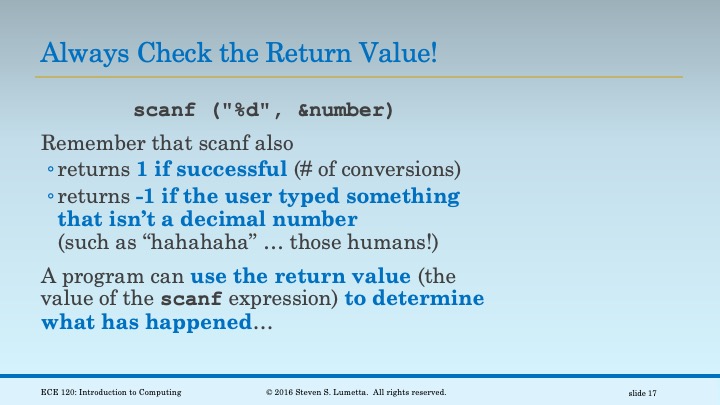 Always Check the Return Value!
scanf ("%d", &number)
Remember that scanf also
◦returns 1 if successful (# of conversions)
◦returns -1 if the user typed something
that isn’t a decimal number
(such as “hahahaha” … those humans!)
A program can use the return value (the
value of the scanf expression) to determine
what has happened…
ECE 120: Introduction to Computing
© 2016 Steven S. Lumetta. All rights reserved.
slide 17